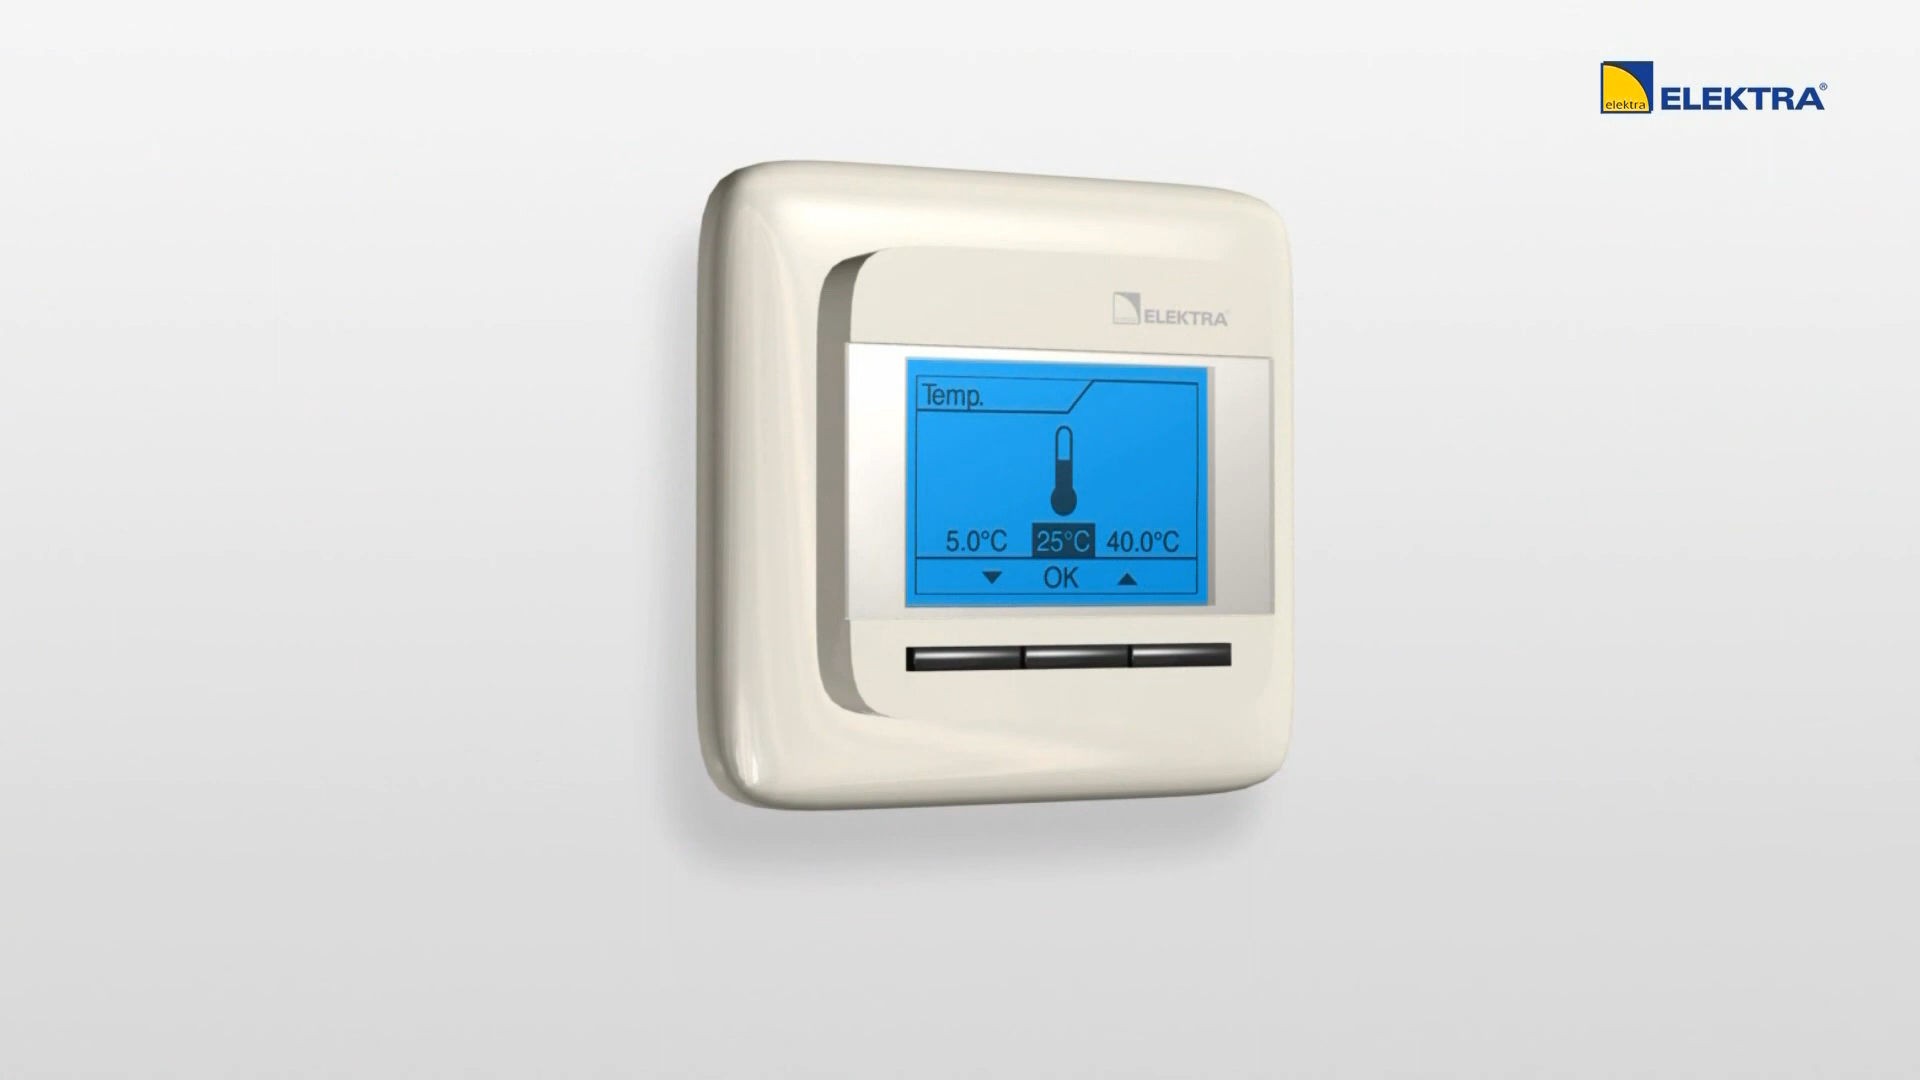 elektra ELEKTRA®
ELEKTRA
Temp.
5.0°C 25°C 40.0°C
▼ OK ▲